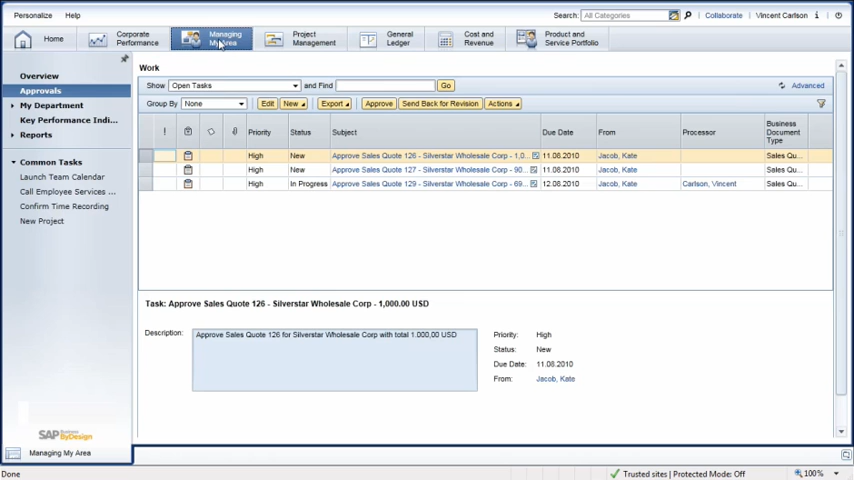 Personalize Help Search: All Categories Collaborate Vincent Carlson
Home Corporate Performance Managing My Area Project Management General Ledger Cost and Revenue Product and Service Portfolio
Overview
Approvals
My Department
Key Performance Indi...
Reports
Common Tasks
Launch Team Calendar
Call Employee Services ...
Confirm Time Recording
New Project
SAP Business ByDesign
Managing My Area
Work
Show Open Tasks and Find Go Advanced
Group By None Edit New Export Approve Send Back for Revision Actions
! Priority Status Subject Due Date From Processor Business Document Type
High New Approve Sales Quote 126 - Silverstar Wholesale Corp - 1,0... 11.08.2010 Jacob, Kate Sales Qu...
High New Approve Sales Quote 127 - Silverstar Wholesale Corp - 90... 11.08.2010 Jacob, Kate Sales Qu...
High In Progress Approve Sales Quote 129 - Silverstar Wholesale Corp - 69... 12.08.2010 Jacob, Kate Carlson, Vincent Sales Qu...
Task: Approve Sales Quote 126 - Silverstar Wholesale Corp - 1,000.00 USD
Description: Approve Sales Quote 126 for Silverstar Wholesale Corp with total 1.000,00 USD
Priority: High
Status: New
Due Date: 11.08.2010
From: Jacob, Kate
Done Trusted sites | Protected Mode: Off 100%